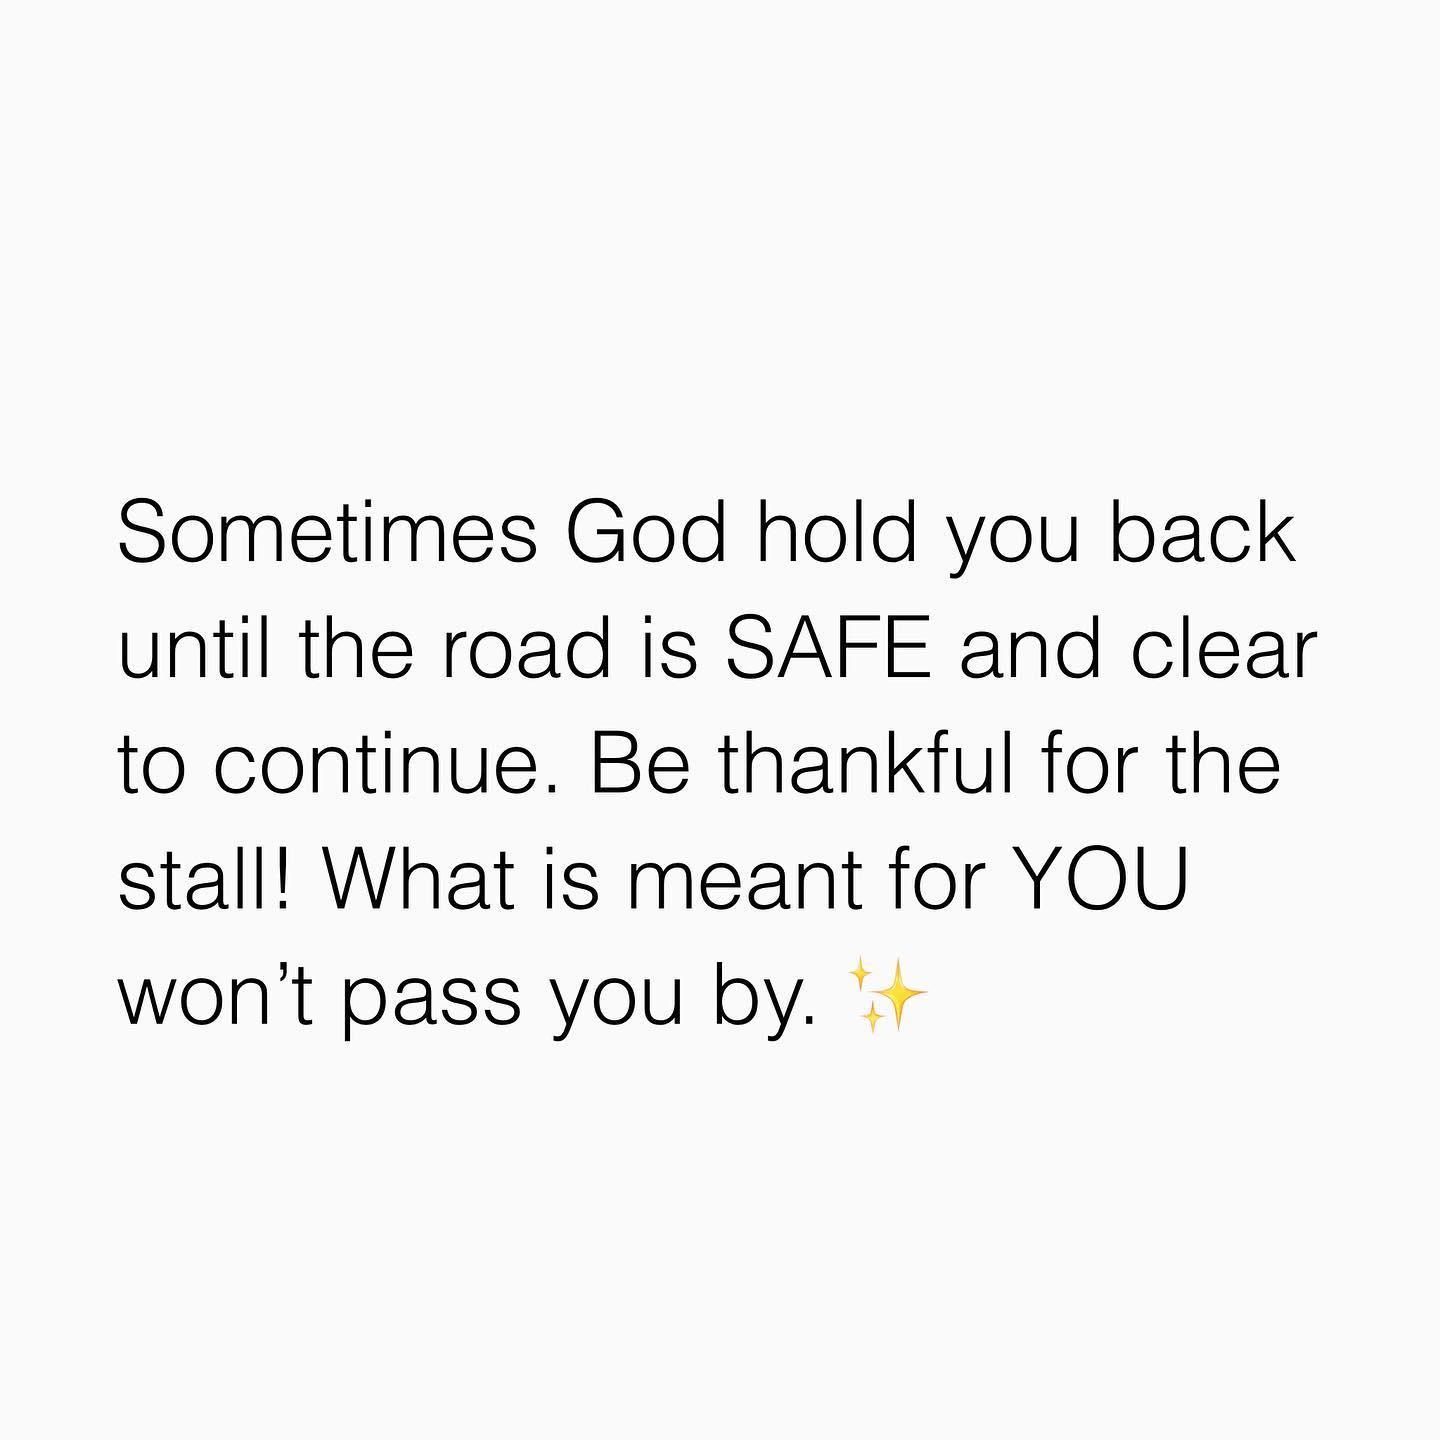 Sometimes God hold you back
until the road is SAFE and clear
to continue. Be thankful for the
stall! What is meant for YOU
won’t pass you by. ✨